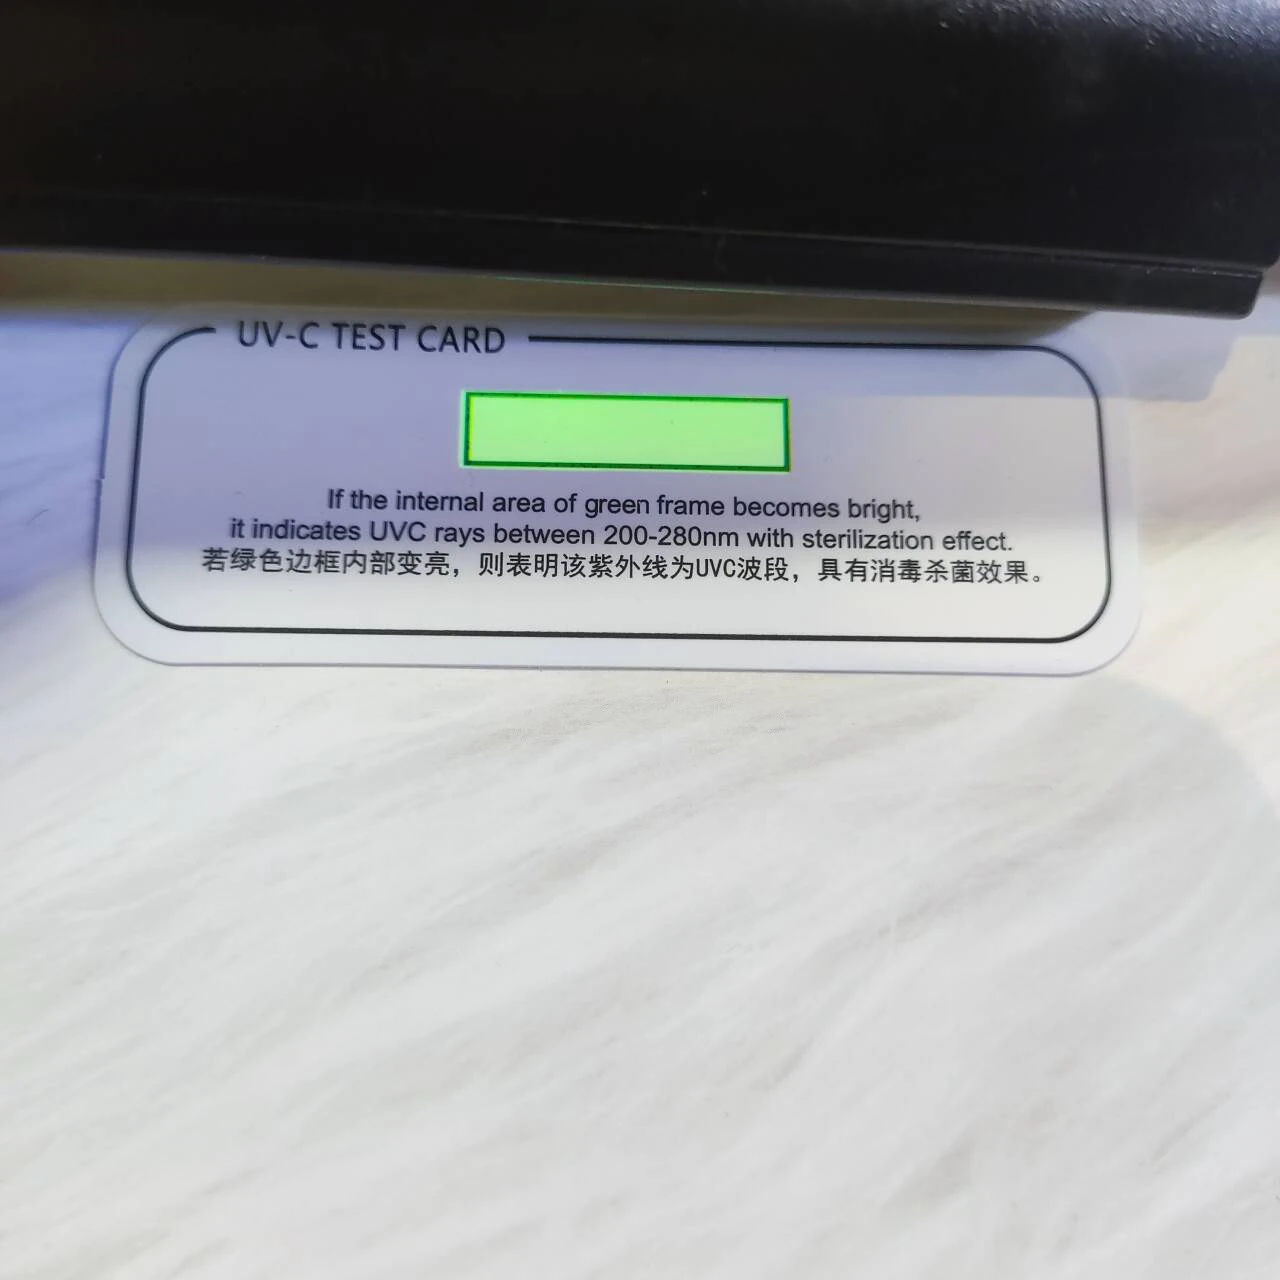 UV-C TEST CARD
If the internal area of green frame becomes bright,
it indicates UVC rays between 200-280nm with sterilization effect.
若绿色边框内部变亮，则表明该紫外线为UVC波段，具有消毒杀菌效果。